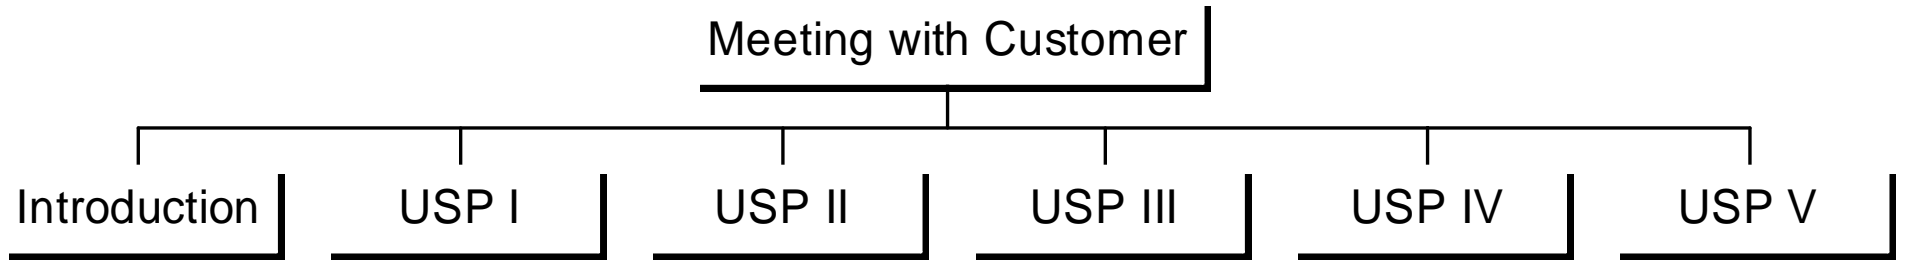 Meeting with Customer
Introduction
USP I
USP II
USP III
USP IV
USP V